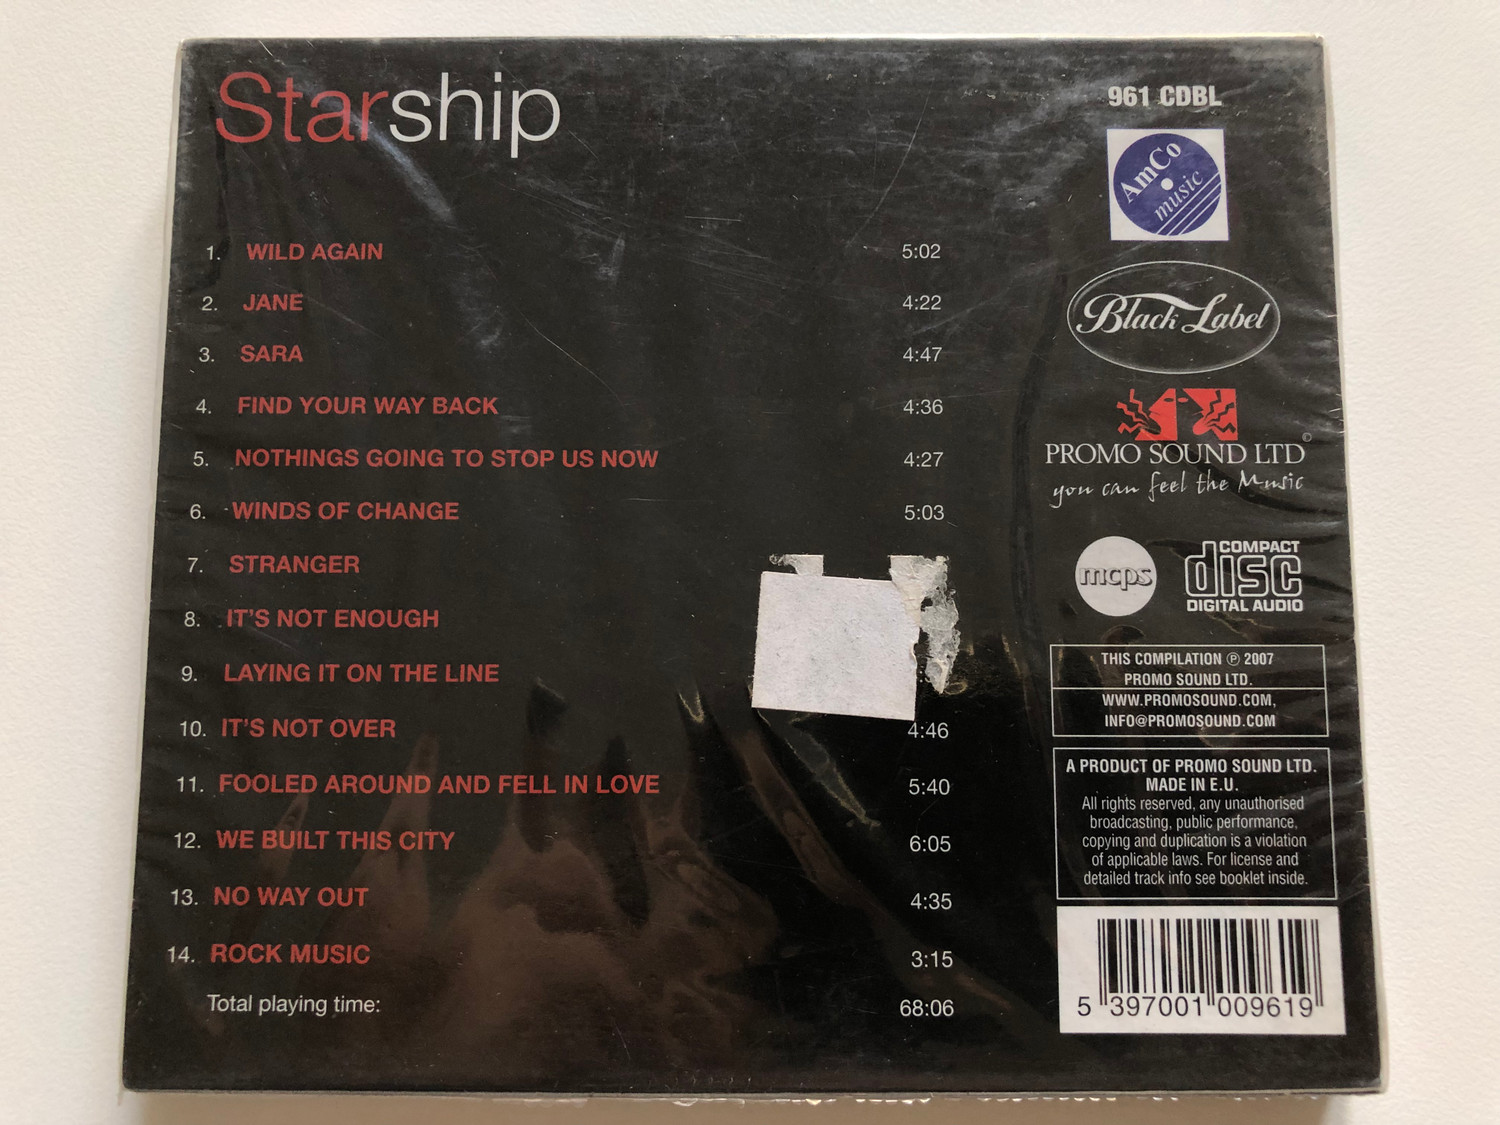 Starship
1. WILD AGAIN 5:02
2. JANE 4:22
3. SARA 4:47
4. FIND YOUR WAY BACK 4:36
5. NOTHINGS GOING TO STOP US NOW 4:27
6. WINDS OF CHANGE 5:03
7. STRANGER
8. IT'S NOT ENOUGH
9. LAYING IT ON THE LINE
10. IT'S NOT OVER 4:46
11. FOOLED AROUND AND FELL IN LOVE 5:40
12. WE BUILT THIS CITY 6:05
13. NO WAY OUT 4:35
14. ROCK MUSIC 3:15
Total playing time: 68:06
961 CDBL
AmCo
music
Black Label
PROMO SOUND LTD©
you can feel the Music
mcps
COMPACT
disc
DIGITAL AUDIO
THIS COMPILATION ℗ 2007
PROMO SOUND LTD.
WWW.PROMOSOUND.COM,
INFO@PROMOSOUND.COM
A PRODUCT OF PROMO SOUND LTD.
MADE IN E.U.
All rights reserved, any unauthorised
broadcasting, public performance,
copying and duplication is a violation
of applicable laws. For license and
detailed track info see booklet inside.
5 397001 009619